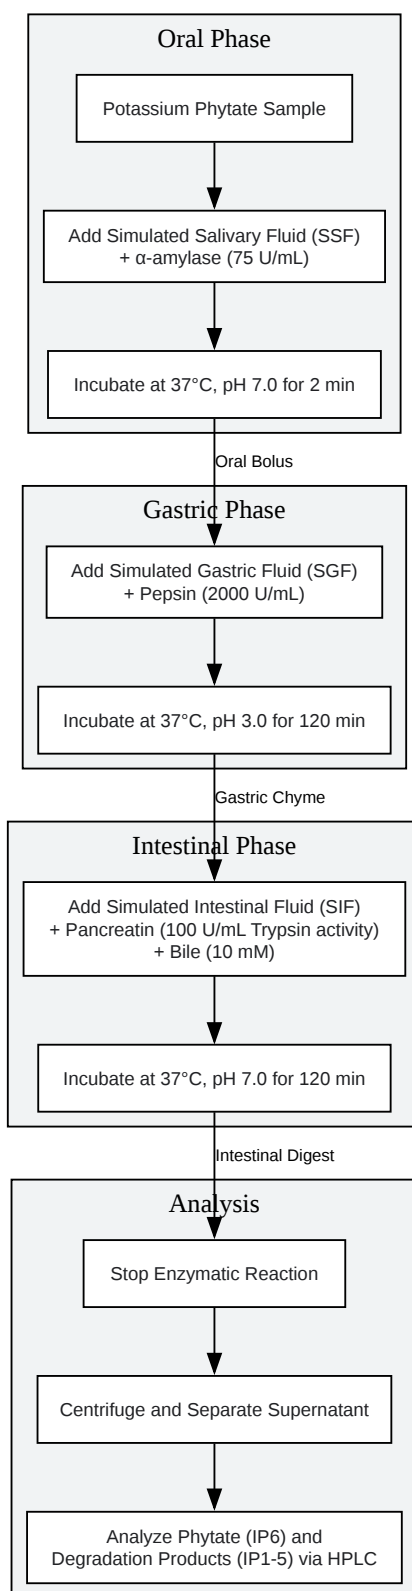 Oral Phase
Potassium Phytate Sample
Add Simulated Salivary Fluid (SSF)
+ α-amylase (75 U/mL)
Incubate at 37°C, pH 7.0 for 2 min
Oral Bolus
Gastric Phase
Add Simulated Gastric Fluid (SGF)
+ Pepsin (2000 U/mL)
Incubate at 37°C, pH 3.0 for 120 min
Gastric Chyme
Intestinal Phase
Add Simulated Intestinal Fluid (SIF)
+ Pancreatin (100 U/mL Trypsin activity)
+ Bile (10 mM)
Incubate at 37°C, pH 7.0 for 120 min
Intestinal Digest
Analysis
Stop Enzymatic Reaction
Centrifuge and Separate Supernatant
Analyze Phytate (IP6) and
Degradation Products (IP1-5) via HPLC